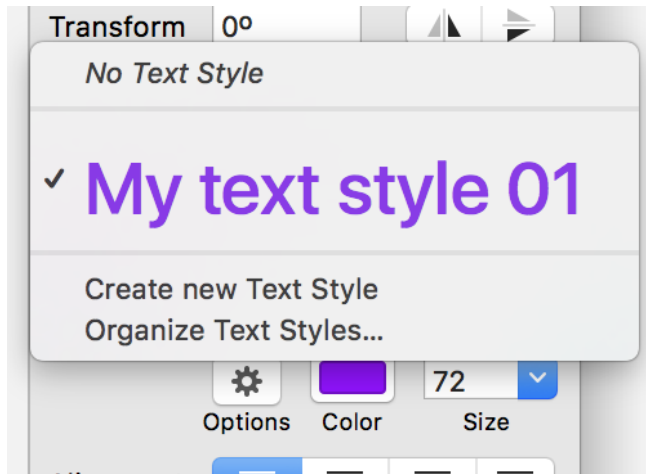 Transform 0º
No Text Style
✓ My text style 01
Create new Text Style
Organize Text Styles...
72
Options Color Size